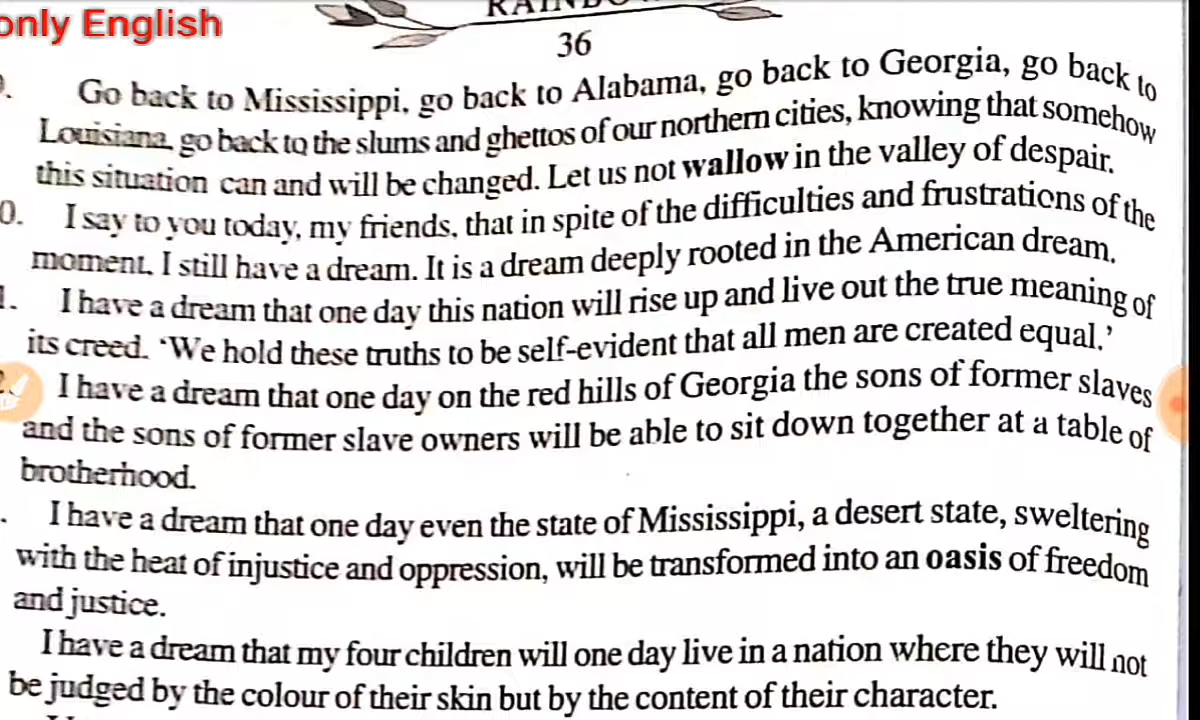 only English
36
Go back to Mississippi, go back to Alabama, go back to Georgia, go back to
Louisiana, go back to the slums and ghettos of our northern cities, knowing that somehow
this situation can and will be changed. Let us not wallow in the valley of despair.
0. I say to you today, my friends, that in spite of the difficulties and frustrations of the
moment, I still have a dream. It is a dream deeply rooted in the American dream.
1. I have a dream that one day this nation will rise up and live out the true meaning of
its creed. ‘We hold these truths to be self-evident that all men are created equal.’
I have a dream that one day on the red hills of Georgia the sons of former slaves
and the sons of former slave owners will be able to sit down together at a table of
brotherhood.
I have a dream that one day even the state of Mississippi, a desert state, sweltering
with the heat of injustice and oppression, will be transformed into an oasis of freedom
and justice.
I have a dream that my four children will one day live in a nation where they will not
be judged by the colour of their skin but by the content of their character.